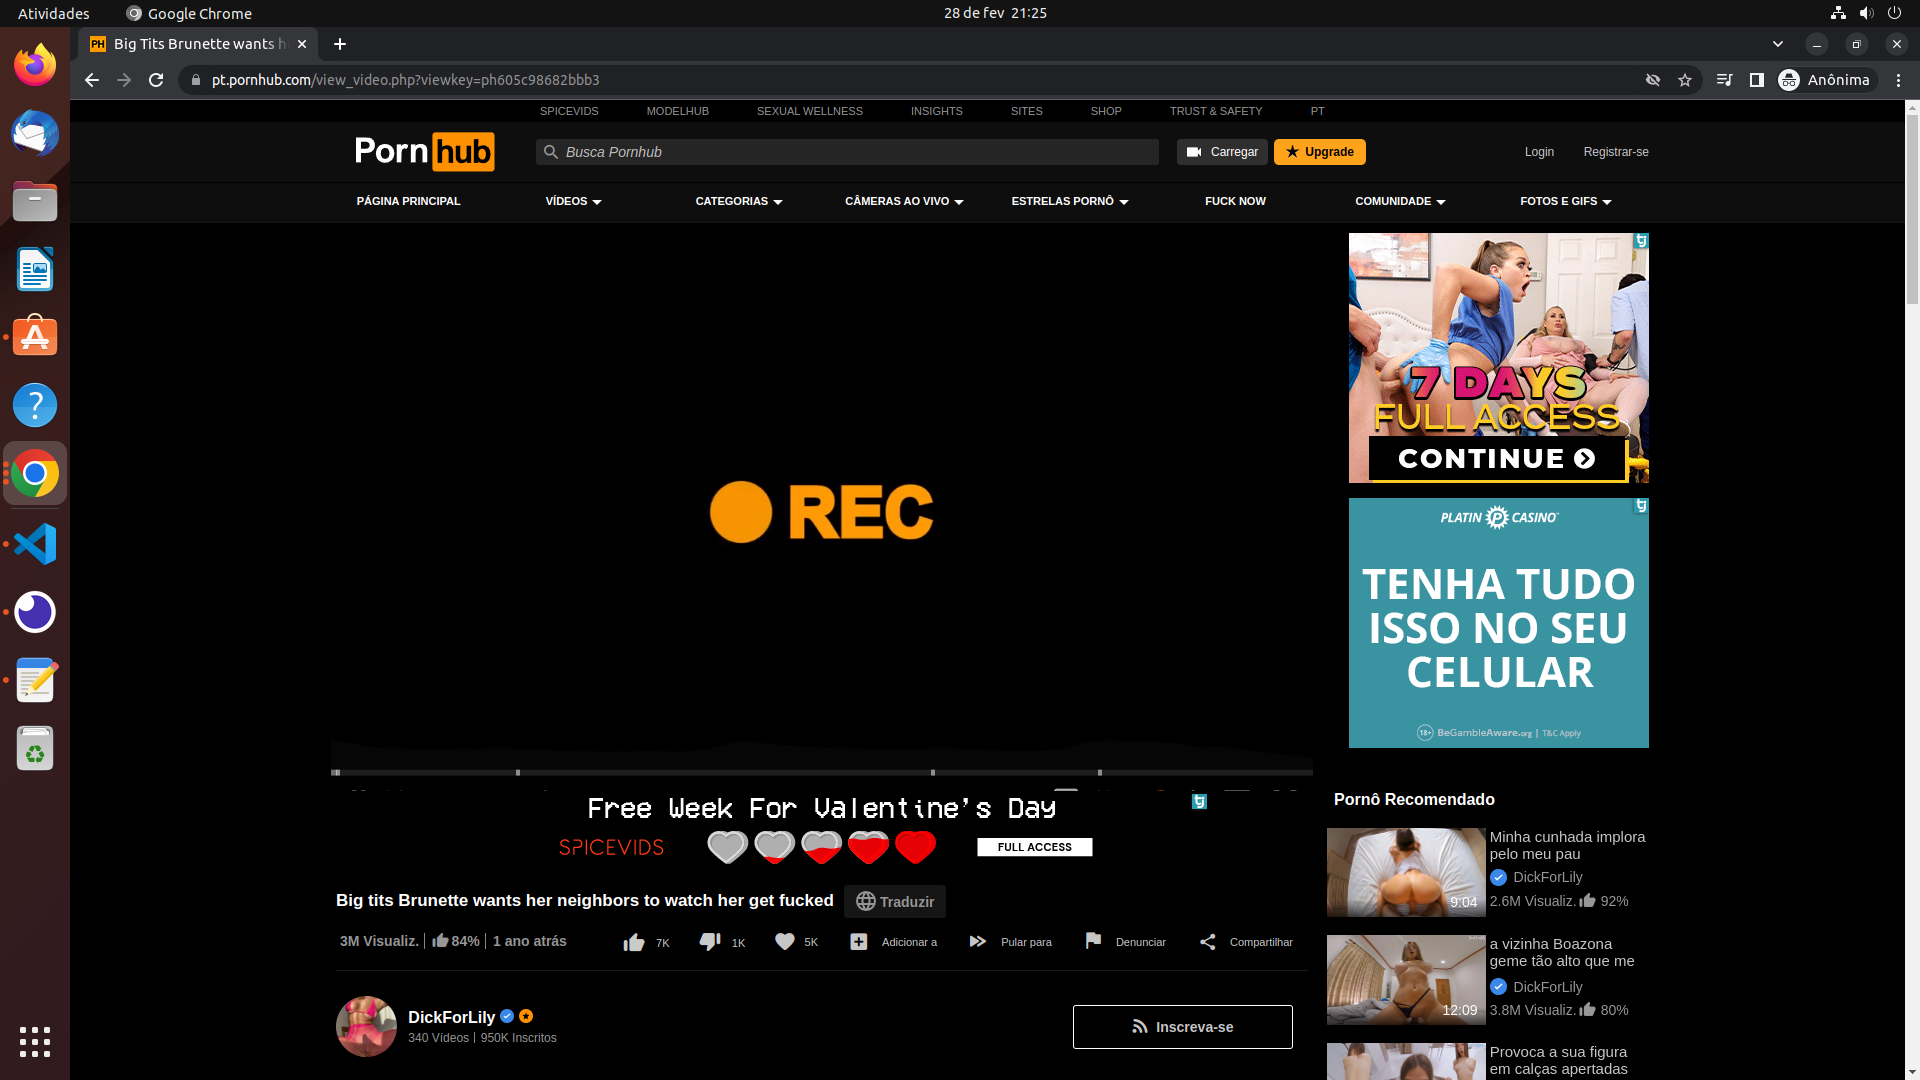 Atividades
Google Chrome
28 de fev 21:25
PH Big Tits Brunette wants h
pt.pornhub.com/view_video.php?viewkey=ph605c98682bbb3
Anônima
SPICEVIDS MODELHUB SEXUAL WELLNESS INSIGHTS SITES SHOP TRUST & SAFETY PT
Porn hub
Busca Pornhub
Carregar
Upgrade
Login Registrar-se
PÁGINA PRINCIPAL VÍDEOS CATEGORIAS CÂMERAS AO VIVO ESTRELAS PORNÔ FUCK NOW COMUNIDADE FOTOS E GIFS
REC
7 DAYS
FULL ACCESS
CONTINUE
PLATIN P CASINO
TENHA TUDO
ISSO NO SEU
CELULAR
18+ BeGambleAware.org | T&C Apply
Free Week For Valentine's Day
SPICEVIDS
FULL ACCESS
Big tits Brunette wants her neighbors to watch her get fucked
Traduzir
3M Visualiz. 84% 1 ano atrás
7K 1K 5K Adicionar a Pular para Denunciar Compartilhar
DickForLily
340 Vídeos 950K Inscritos
Inscreva-se
Pornô Recomendado
9:04
Minha cunhada implora
pelo meu pau
DickForLily
2.6M Visualiz. 92%
12:09
a vizinha Boazona
geme tão alto que me
DickForLily
3.8M Visualiz. 80%
Provoca a sua figura
em calças apertadas